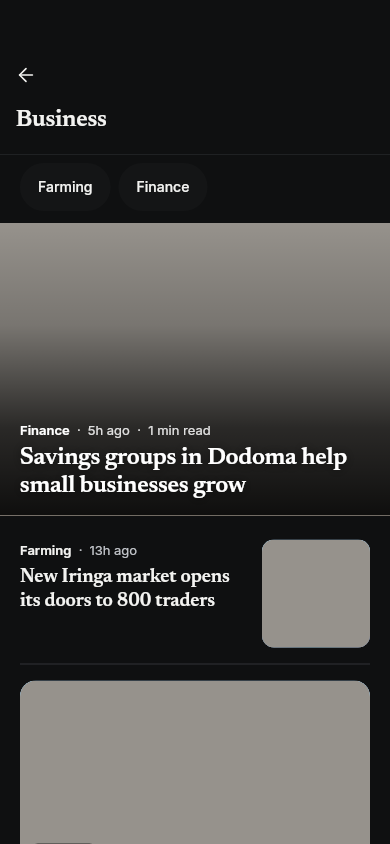 Business
Farming
Finance
Finance · 5h ago · 1 min read
Savings groups in Dodoma help
small businesses grow
Farming · 13h ago
New Iringa market opens
its doors to 800 traders